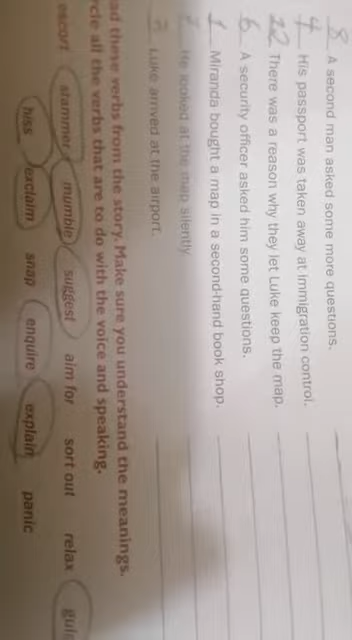 8 A second man asked some more questions.
4 His passport was taken away at immigration control.
12 There was a reason why they let Luke keep the map.
6 A security officer asked him some questions.
1 Miranda bought a map in a second-hand book shop.
He looked at the map silently
Luke arrived at the airport.
these verbs from the story. Make sure you understand the meanings.
all the verbs that are to do with the voice and speaking.
escort stammer mumble suggest aim for sort out relax
hiss exclaim snap enquire explain panic